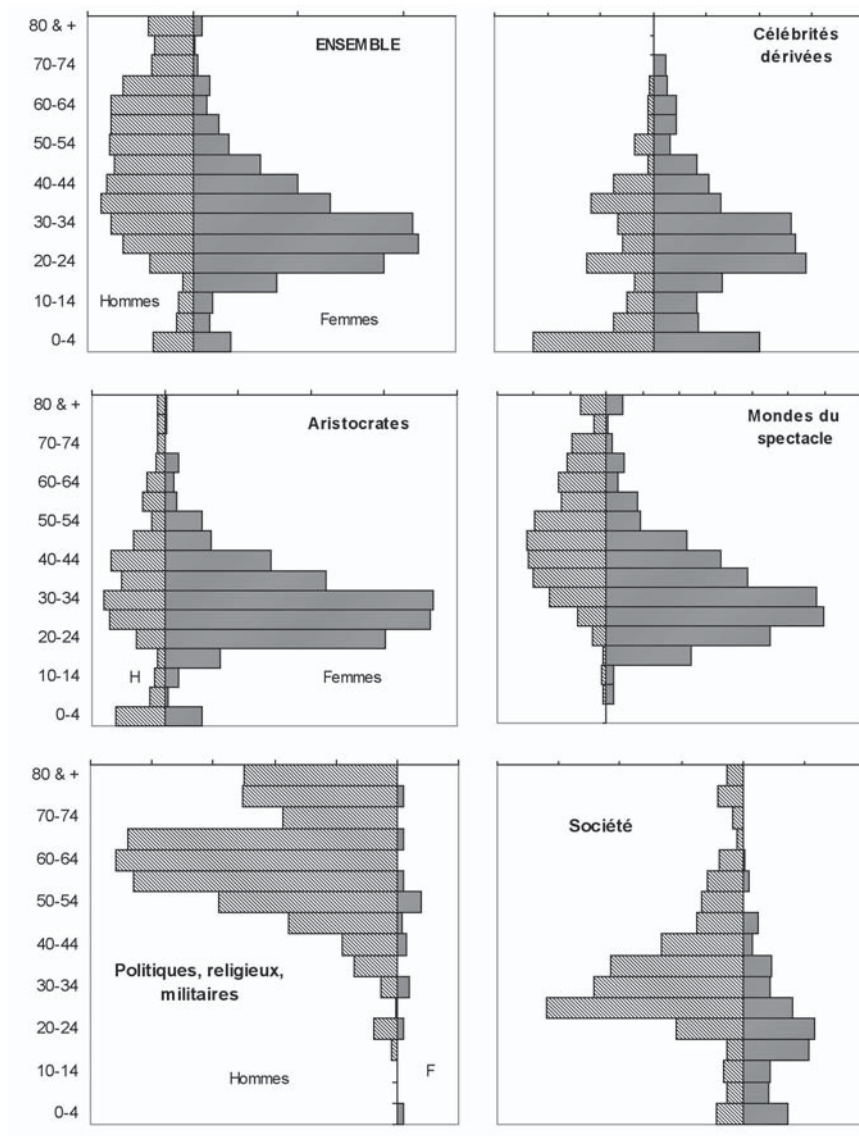 80 & +
ENSEMBLE
70-74
60-64
50-54
40-44
30-34
20-24
10-14
0-4
Hommes
Femmes
Célébrités
dérivées
80 & +
70-74
60-64
50-54
40-44
30-34
20-24
10-14
0-4
Aristocrates
H
Femmes
Mondes du
spectacle
80 & +
70-74
60-64
50-54
40-44
30-34
20-24
10-14
0-4
Politiques, religieux,
militaires
Hommes
F
Société